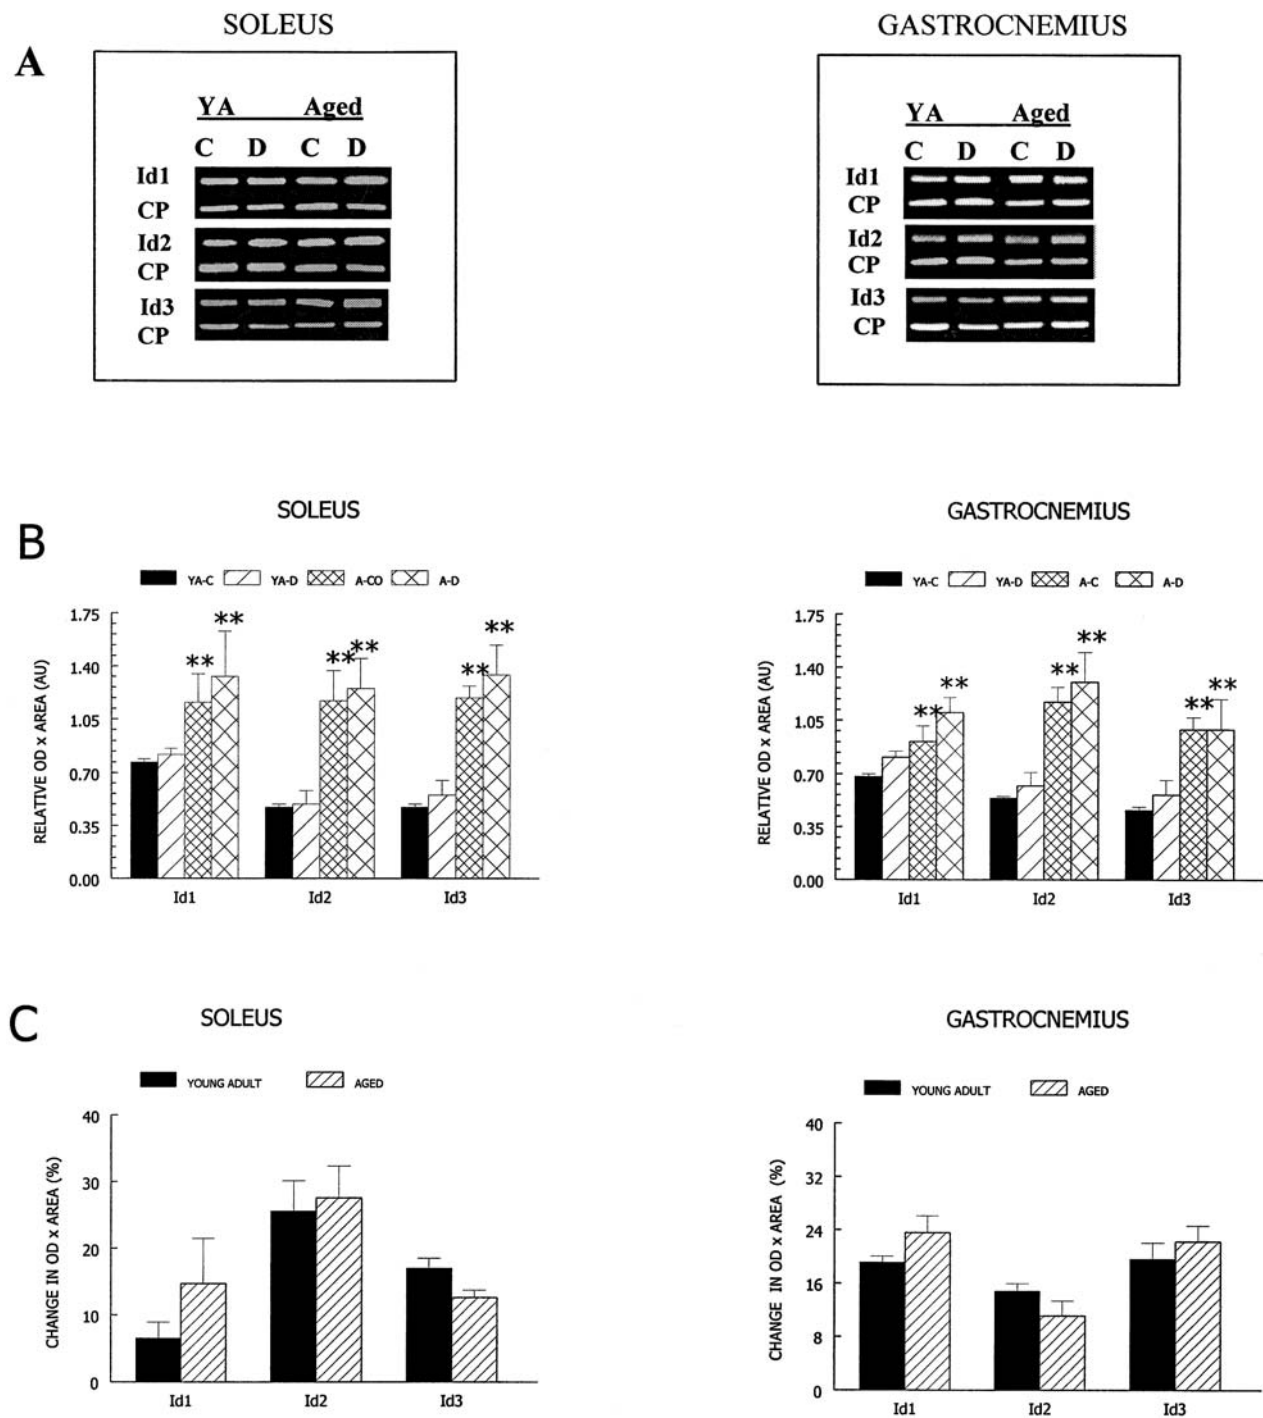 SOLEUS
GASTROCNEMIUS
A
YA Aged
C D C D
Id1
CP
Id2
CP
Id3
CP
YA Aged
C D C D
Id1
CP
Id2
CP
Id3
CP
B
SOLEUS
YA-C YA-D A-CO A-D
RELATIVE OD x AREA (AU)
1.75
1.40
1.05
0.70
0.35
0.00
** ** ** ** ** **
Id1 Id2 Id3
GASTROCNEMIUS
YA-C YA-D A-C A-D
RELATIVE OD x AREA (AU)
1.75
1.40
1.05
0.70
0.35
0.00
** ** ** ** ** **
Id1 Id2 Id3
C
SOLEUS
YOUNG ADULT AGED
CHANGE IN OD x AREA (%)
40
30
20
10
0
Id1 Id2 Id3
GASTROCNEMIUS
YOUNG ADULT AGED
CHANGE IN OD x AREA (%)
40
32
24
16
8
0
Id1 Id2 Id3